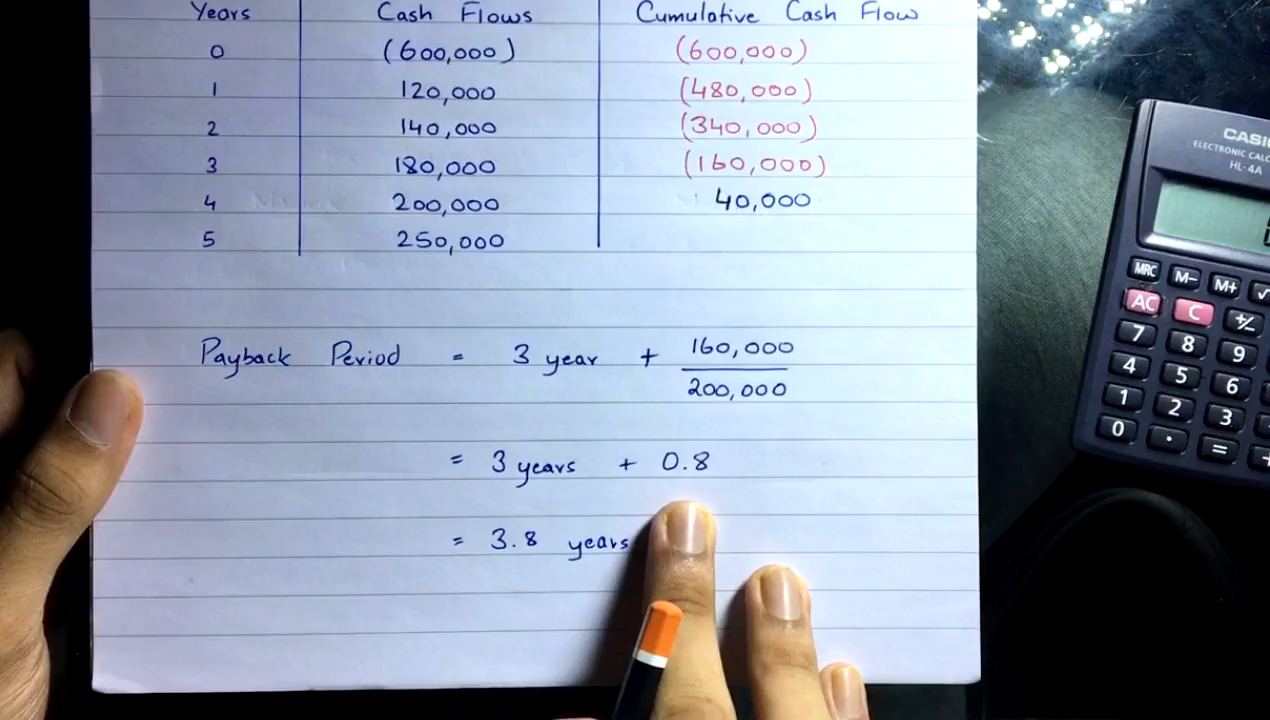 Years Cash Flows Cumulative Cash Flow
0 (600,000) (600,000)
1 120,000 (480,000)
2 140,000 (340,000)
3 180,000 (160,000)
4 200,000 40,000
5 250,000
Payback Period = 3 year + 160,000
200,000
= 3 years + 0.8
= 3.8 years
CASI
ELECTRONIC CALC
HL-4A
MRC M- M+ √
AC C +/-
7 8 9
4 5 6
1 2 3
0 . = +